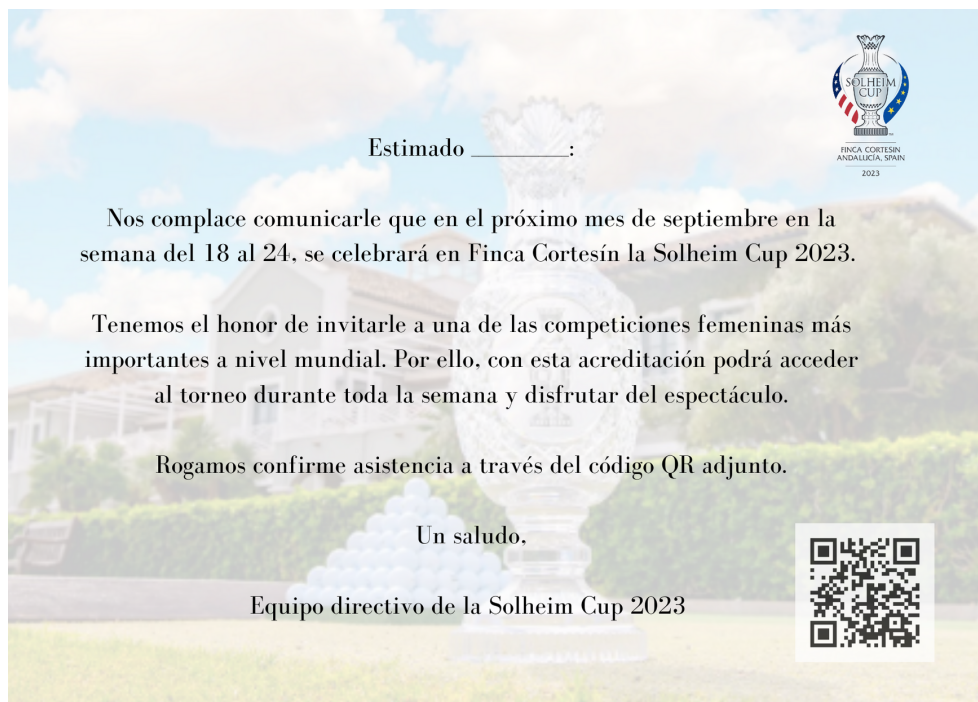 SOLHEIM
CUP
FINCA CORTESIN
ANDALUCÍA, SPAIN
2023
Estimado ________:
Nos complace comunicarle que en el próximo mes de septiembre en la
semana del 18 al 24, se celebrará en Finca Cortesín la Solheim Cup 2023.
Tenemos el honor de invitarle a una de las competiciones femeninas más
importantes a nivel mundial. Por ello, con esta acreditación podrá acceder
al torneo durante toda la semana y disfrutar del espectáculo.
Rogamos confirme asistencia a través del código QR adjunto.
Un saludo,
Equipo directivo de la Solheim Cup 2023